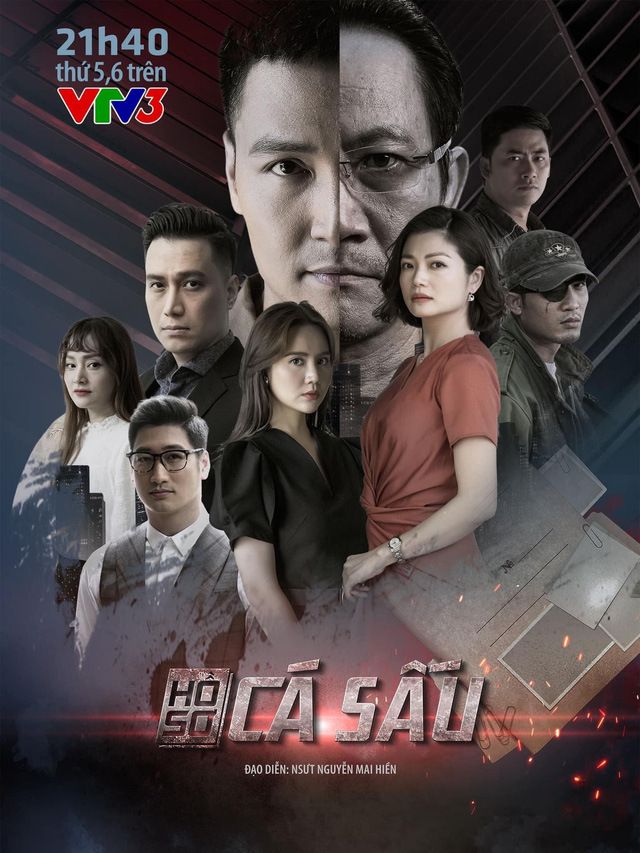 21h40
thứ 5,6 trên
VTV3
HỒ
SƠ
CÁ SẤU
ĐẠO DIỄN: NSƯT NGUYỄN MAI HIỀN